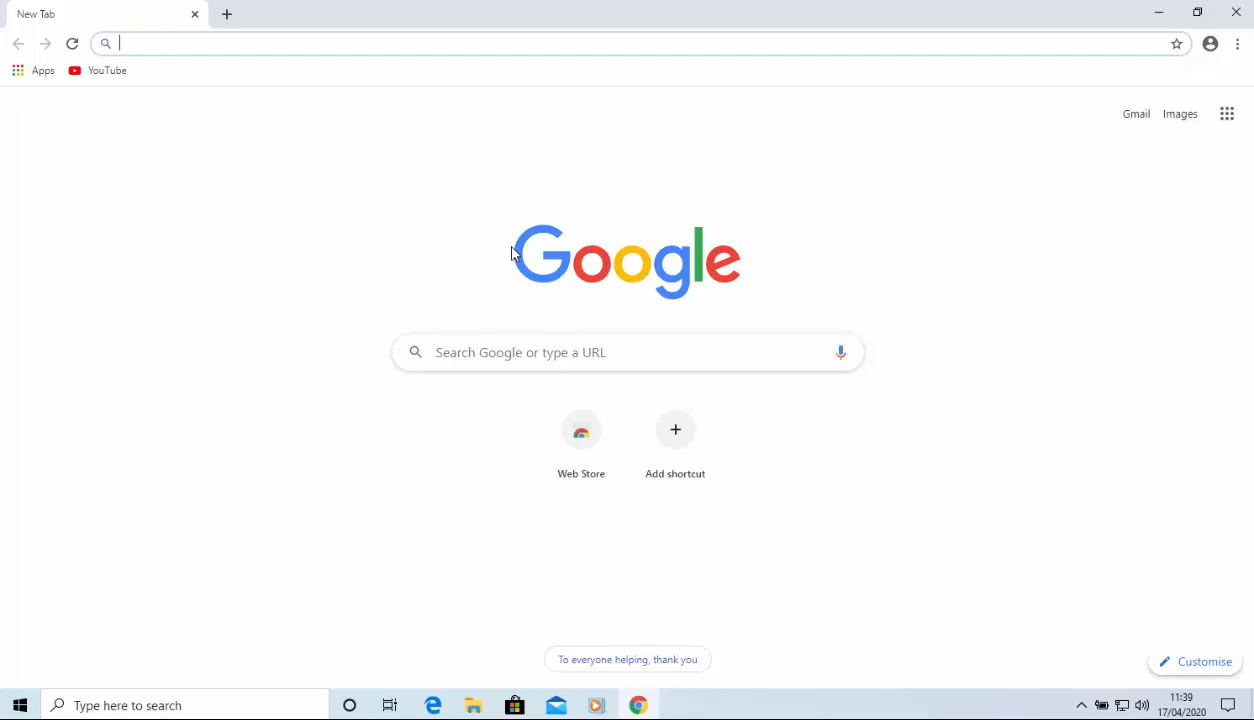 New Tab
Apps YouTube
Gmail Images
Google
Search Google or type a URL
Web Store Add shortcut
To everyone helping, thank you
Customise
Type here to search
11:39
17/04/2020